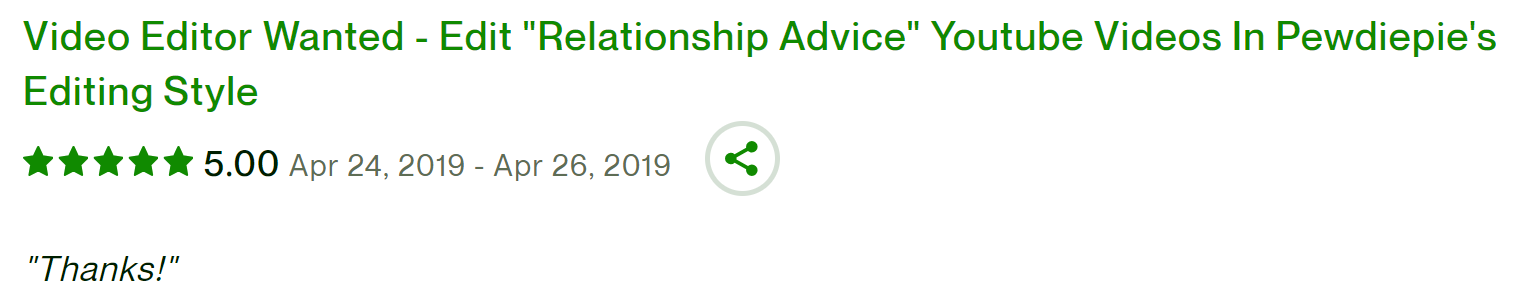 Video Editor Wanted - Edit "Relationship Advice" Youtube Videos In Pewdiepie's
Editing Style
5.00 Apr 24, 2019 - Apr 26, 2019
"Thanks!"